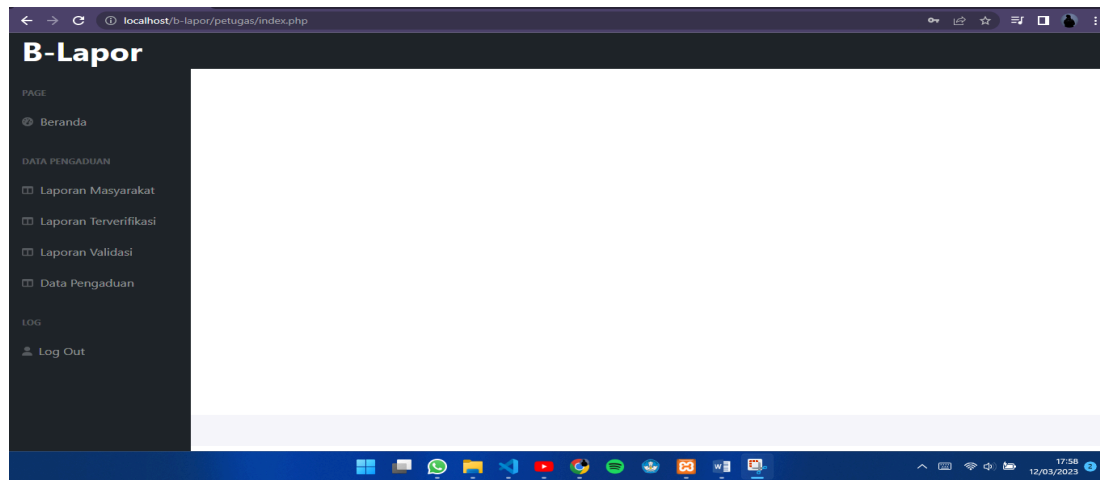 localhost/b-lapor/petugas/index.php
B-Lapor
PAGE
Beranda
DATA PENGADUAN
Laporan Masyarakat
Laporan Terverifikasi
Laporan Validasi
Data Pengaduan
LOG
Log Out
17:58
12/03/2023
2